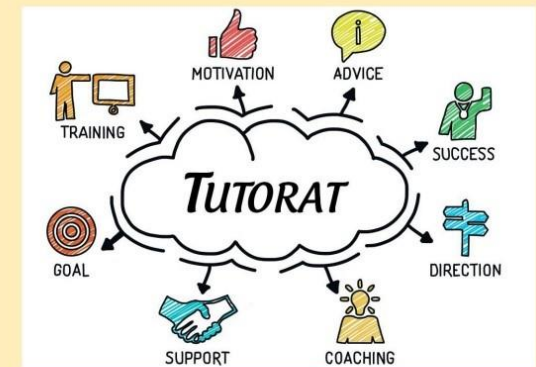 MOTIVATION
ADVICE
TRAINING
SUCCESS
TUTORAT
GOAL
DIRECTION
SUPPORT
COACHING